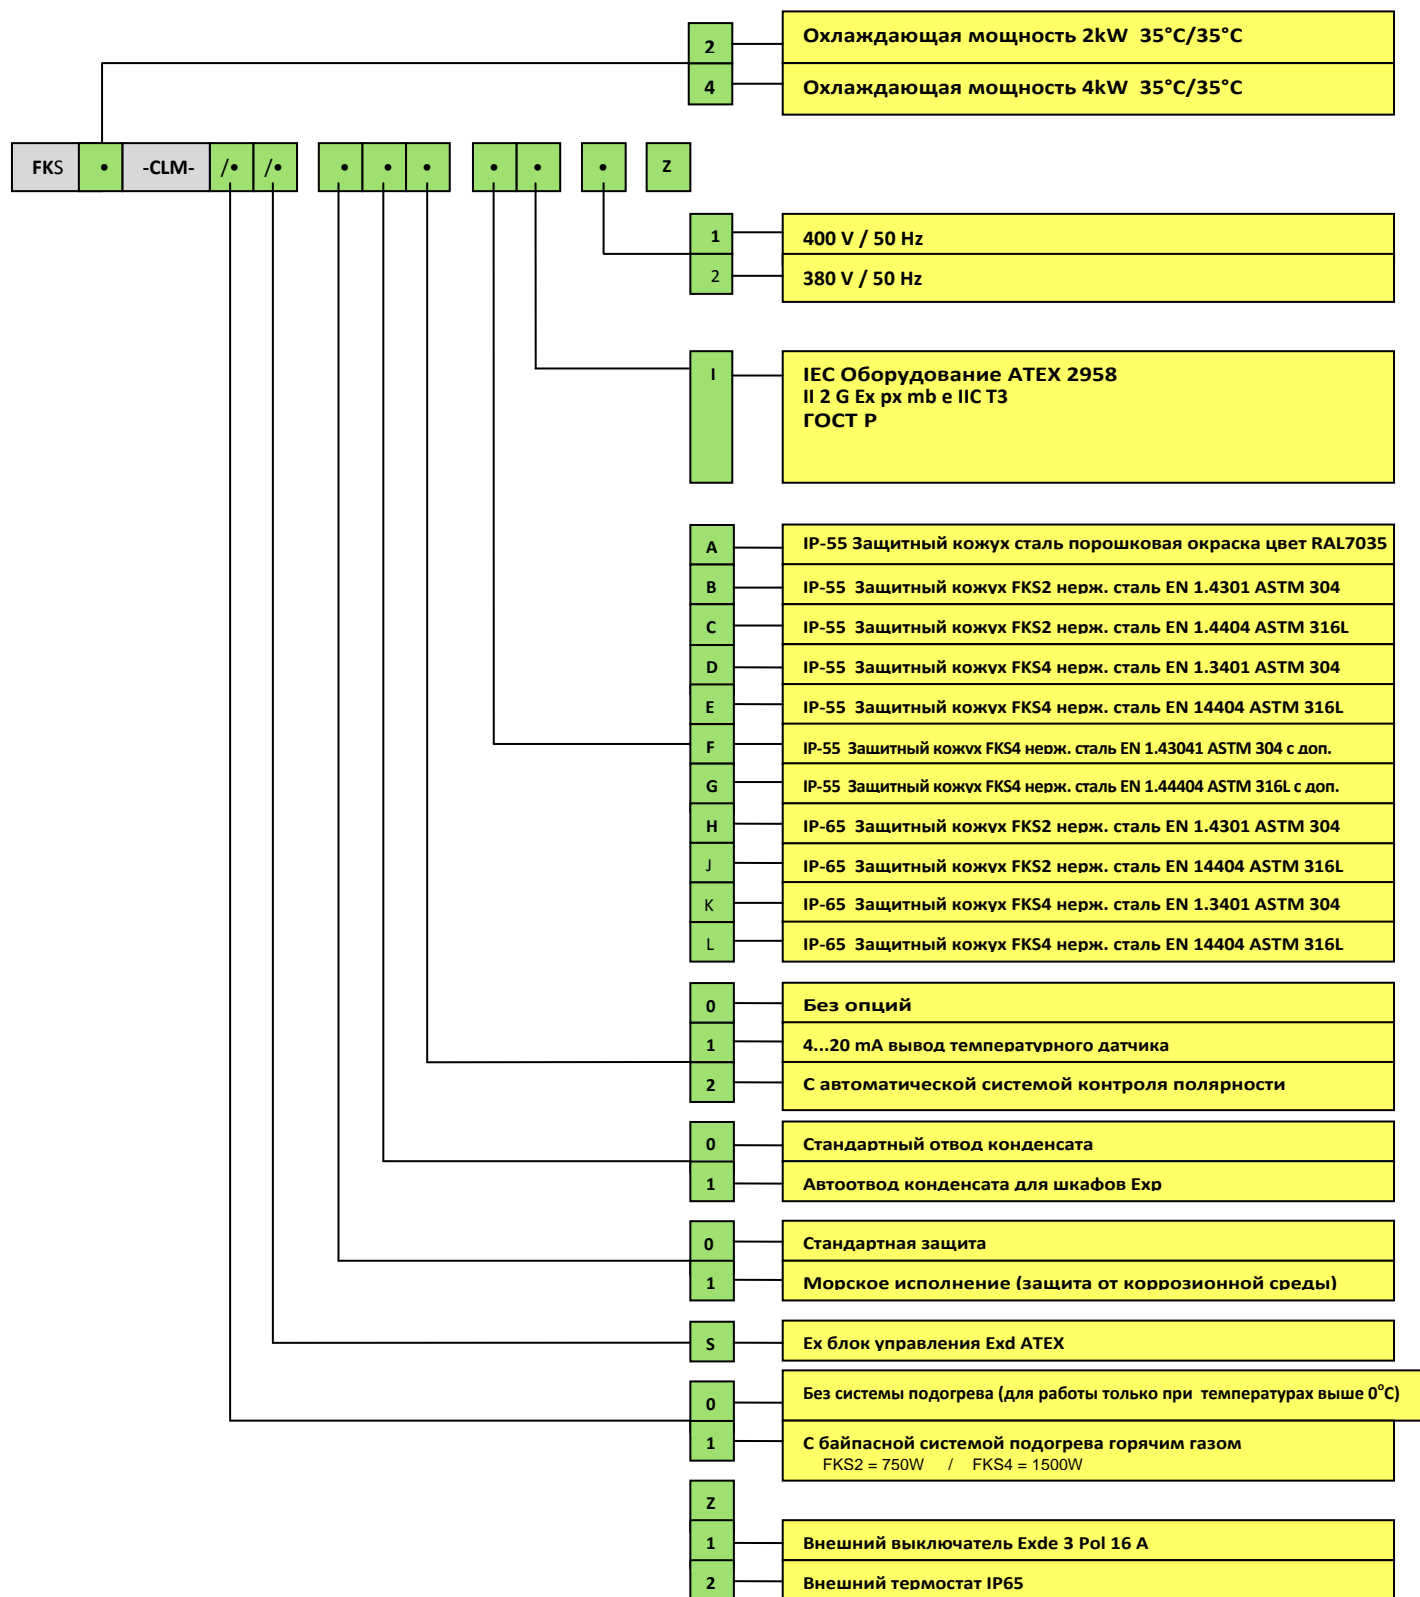 2 Охлаждающая мощность 2kW 35°C/35°C
4 Охлаждающая мощность 4kW 35°C/35°C
FKS • -CLM- /• /• • • • • • • Z
1 400 V / 50 Hz
2 380 V / 50 Hz
I IEC Оборудование ATEX 2958
II 2 G Ex px mb e IIC T3
ГОСТ Р
A IP-55 Защитный кожух сталь порошковая окраска цвет RAL7035
B IP-55 Защитный кожух FKS2 нерж. сталь EN 1.4301 ASTM 304
C IP-55 Защитный кожух FKS2 нерж. сталь EN 1.4404 ASTM 316L
D IP-55 Защитный кожух FKS4 нерж. сталь EN 1.3401 ASTM 304
E IP-55 Защитный кожух FKS4 нерж. сталь EN 14404 ASTM 316L
F IP-55 Защитный кожух FKS4 нерж. сталь EN 1.43041 ASTM 304 с доп.
G IP-55 Защитный кожух FKS4 нерж. сталь EN 1.44404 ASTM 316L с доп.
H IP-65 Защитный кожух FKS2 нерж. сталь EN 1.4301 ASTM 304
J IP-65 Защитный кожух FKS2 нерж. сталь EN 14404 ASTM 316L
K IP-65 Защитный кожух FKS4 нерж. сталь EN 1.3401 ASTM 304
L IP-65 Защитный кожух FKS4 нерж. сталь EN 14404 ASTM 316L
0 Без опций
1 4...20 mA вывод температурного датчика
2 С автоматической системой контроля полярности
0 Стандартный отвод конденсата
1 Автоотвод конденсата для шкафов Exp
0 Стандартная защита
1 Морское исполнение (защита от коррозионной среды)
S Ex блок управления Exd ATEX
0 Без системы подогрева (для работы только при температурах выше 0°C)
1 С байпасной системой подогрева горячим газом
FKS2 = 750W / FKS4 = 1500W
Z
1 Внешний выключатель Exde 3 Pol 16 A
2 Внешний термостат IP65